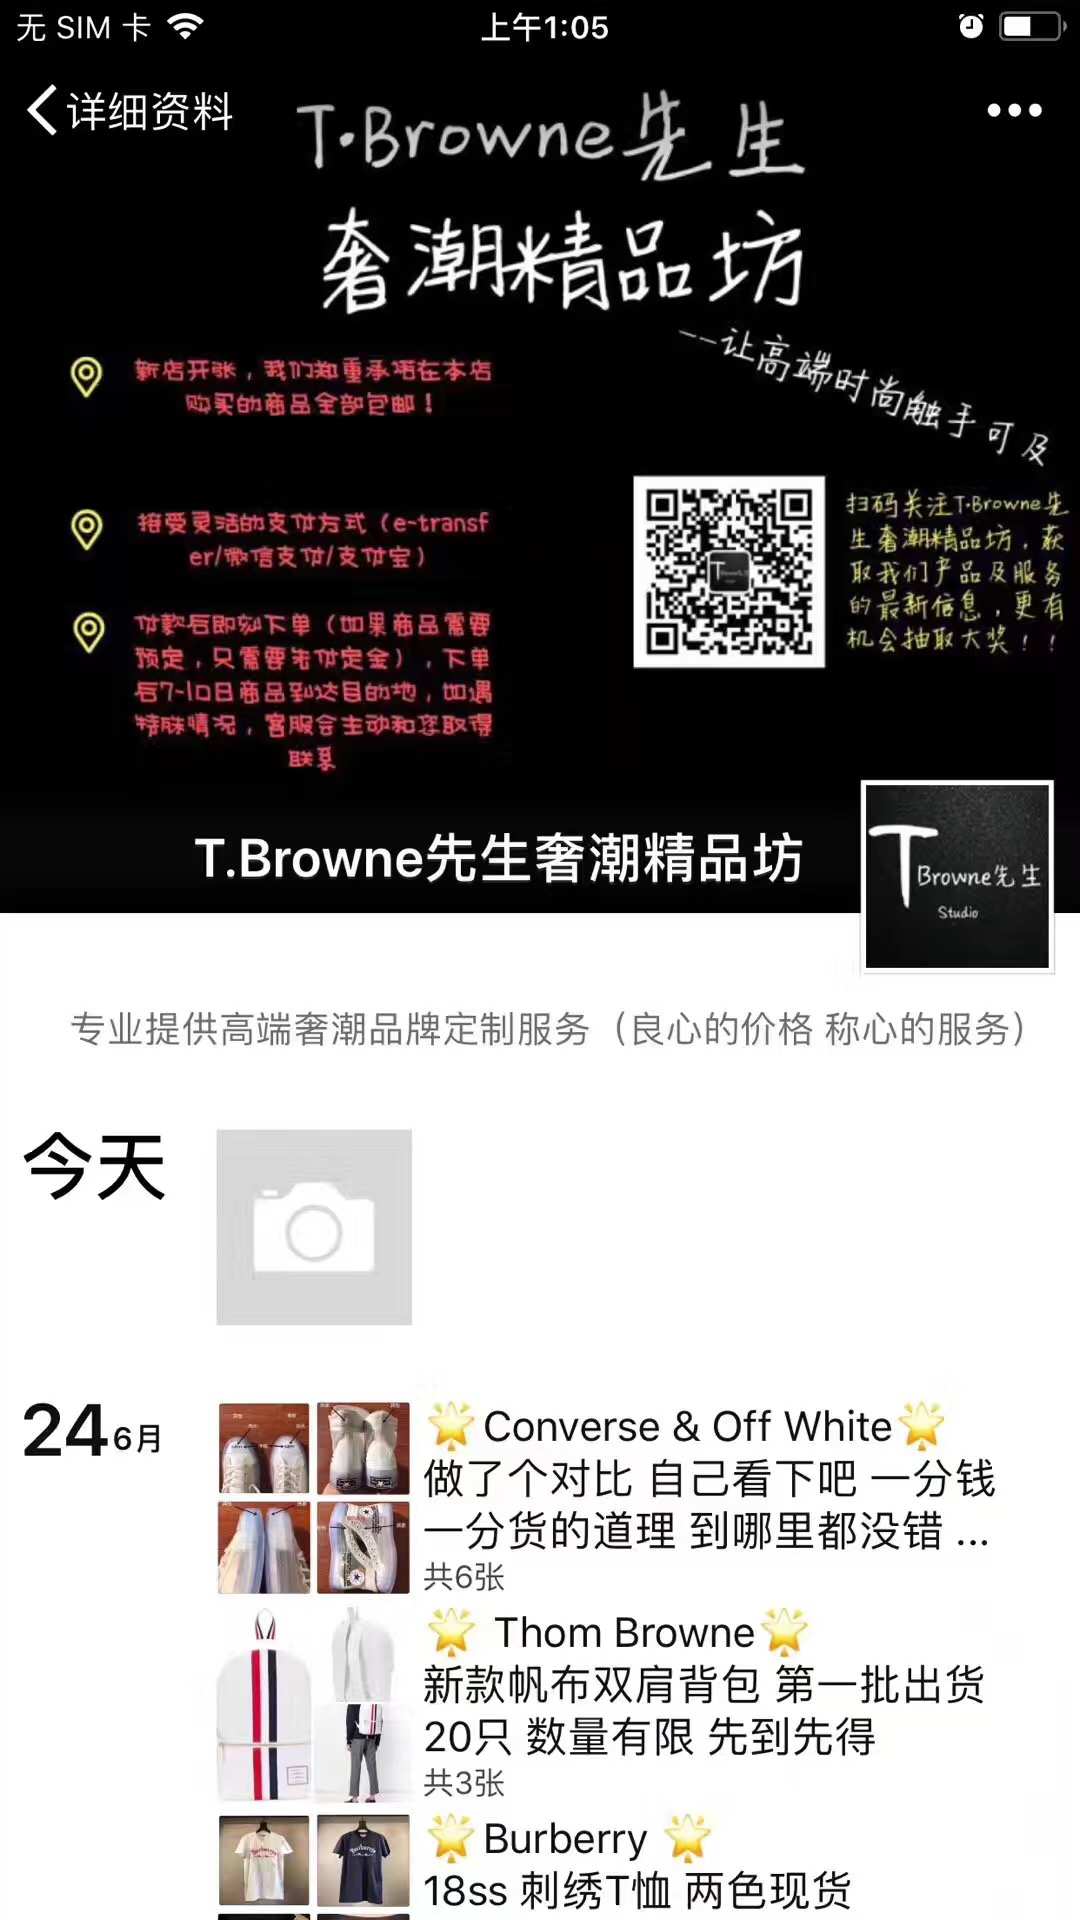 无 SIM 卡
上午1:05
详细资料
T·Browne先生
奢潮精品坊
--让高端时尚触手可及
新店开张，我们郑重承诺在本店
购买的商品全部包邮！
接受灵活的支付方式（e-transf
er/微信支付/支付宝）
付款后即刻下单（如果商品需要
预定，只需要先付定金），下单
后7-10日商品到达目的地，如遇
特殊情况，客服会主动和您取得
联系
扫码关注T·Browne先
生奢潮精品坊，获
取我们产品及服务
的最新信息，更有
机会抽取大奖！！
T.Browne先生奢潮精品坊
T
Browne先生
Studio
专业提供高端奢潮品牌定制服务（良心的价格 称心的服务）
今天
24 6月
🌟Converse & Off White🌟
做了个对比 自己看下吧 一分钱
一分货的道理 到哪里都没错 ...
共6张
🌟 Thom Browne🌟
新款帆布双肩背包 第一批出货
20只 数量有限 先到先得
共3张
🌟Burberry 🌟
18ss 刺绣T恤 两色现货